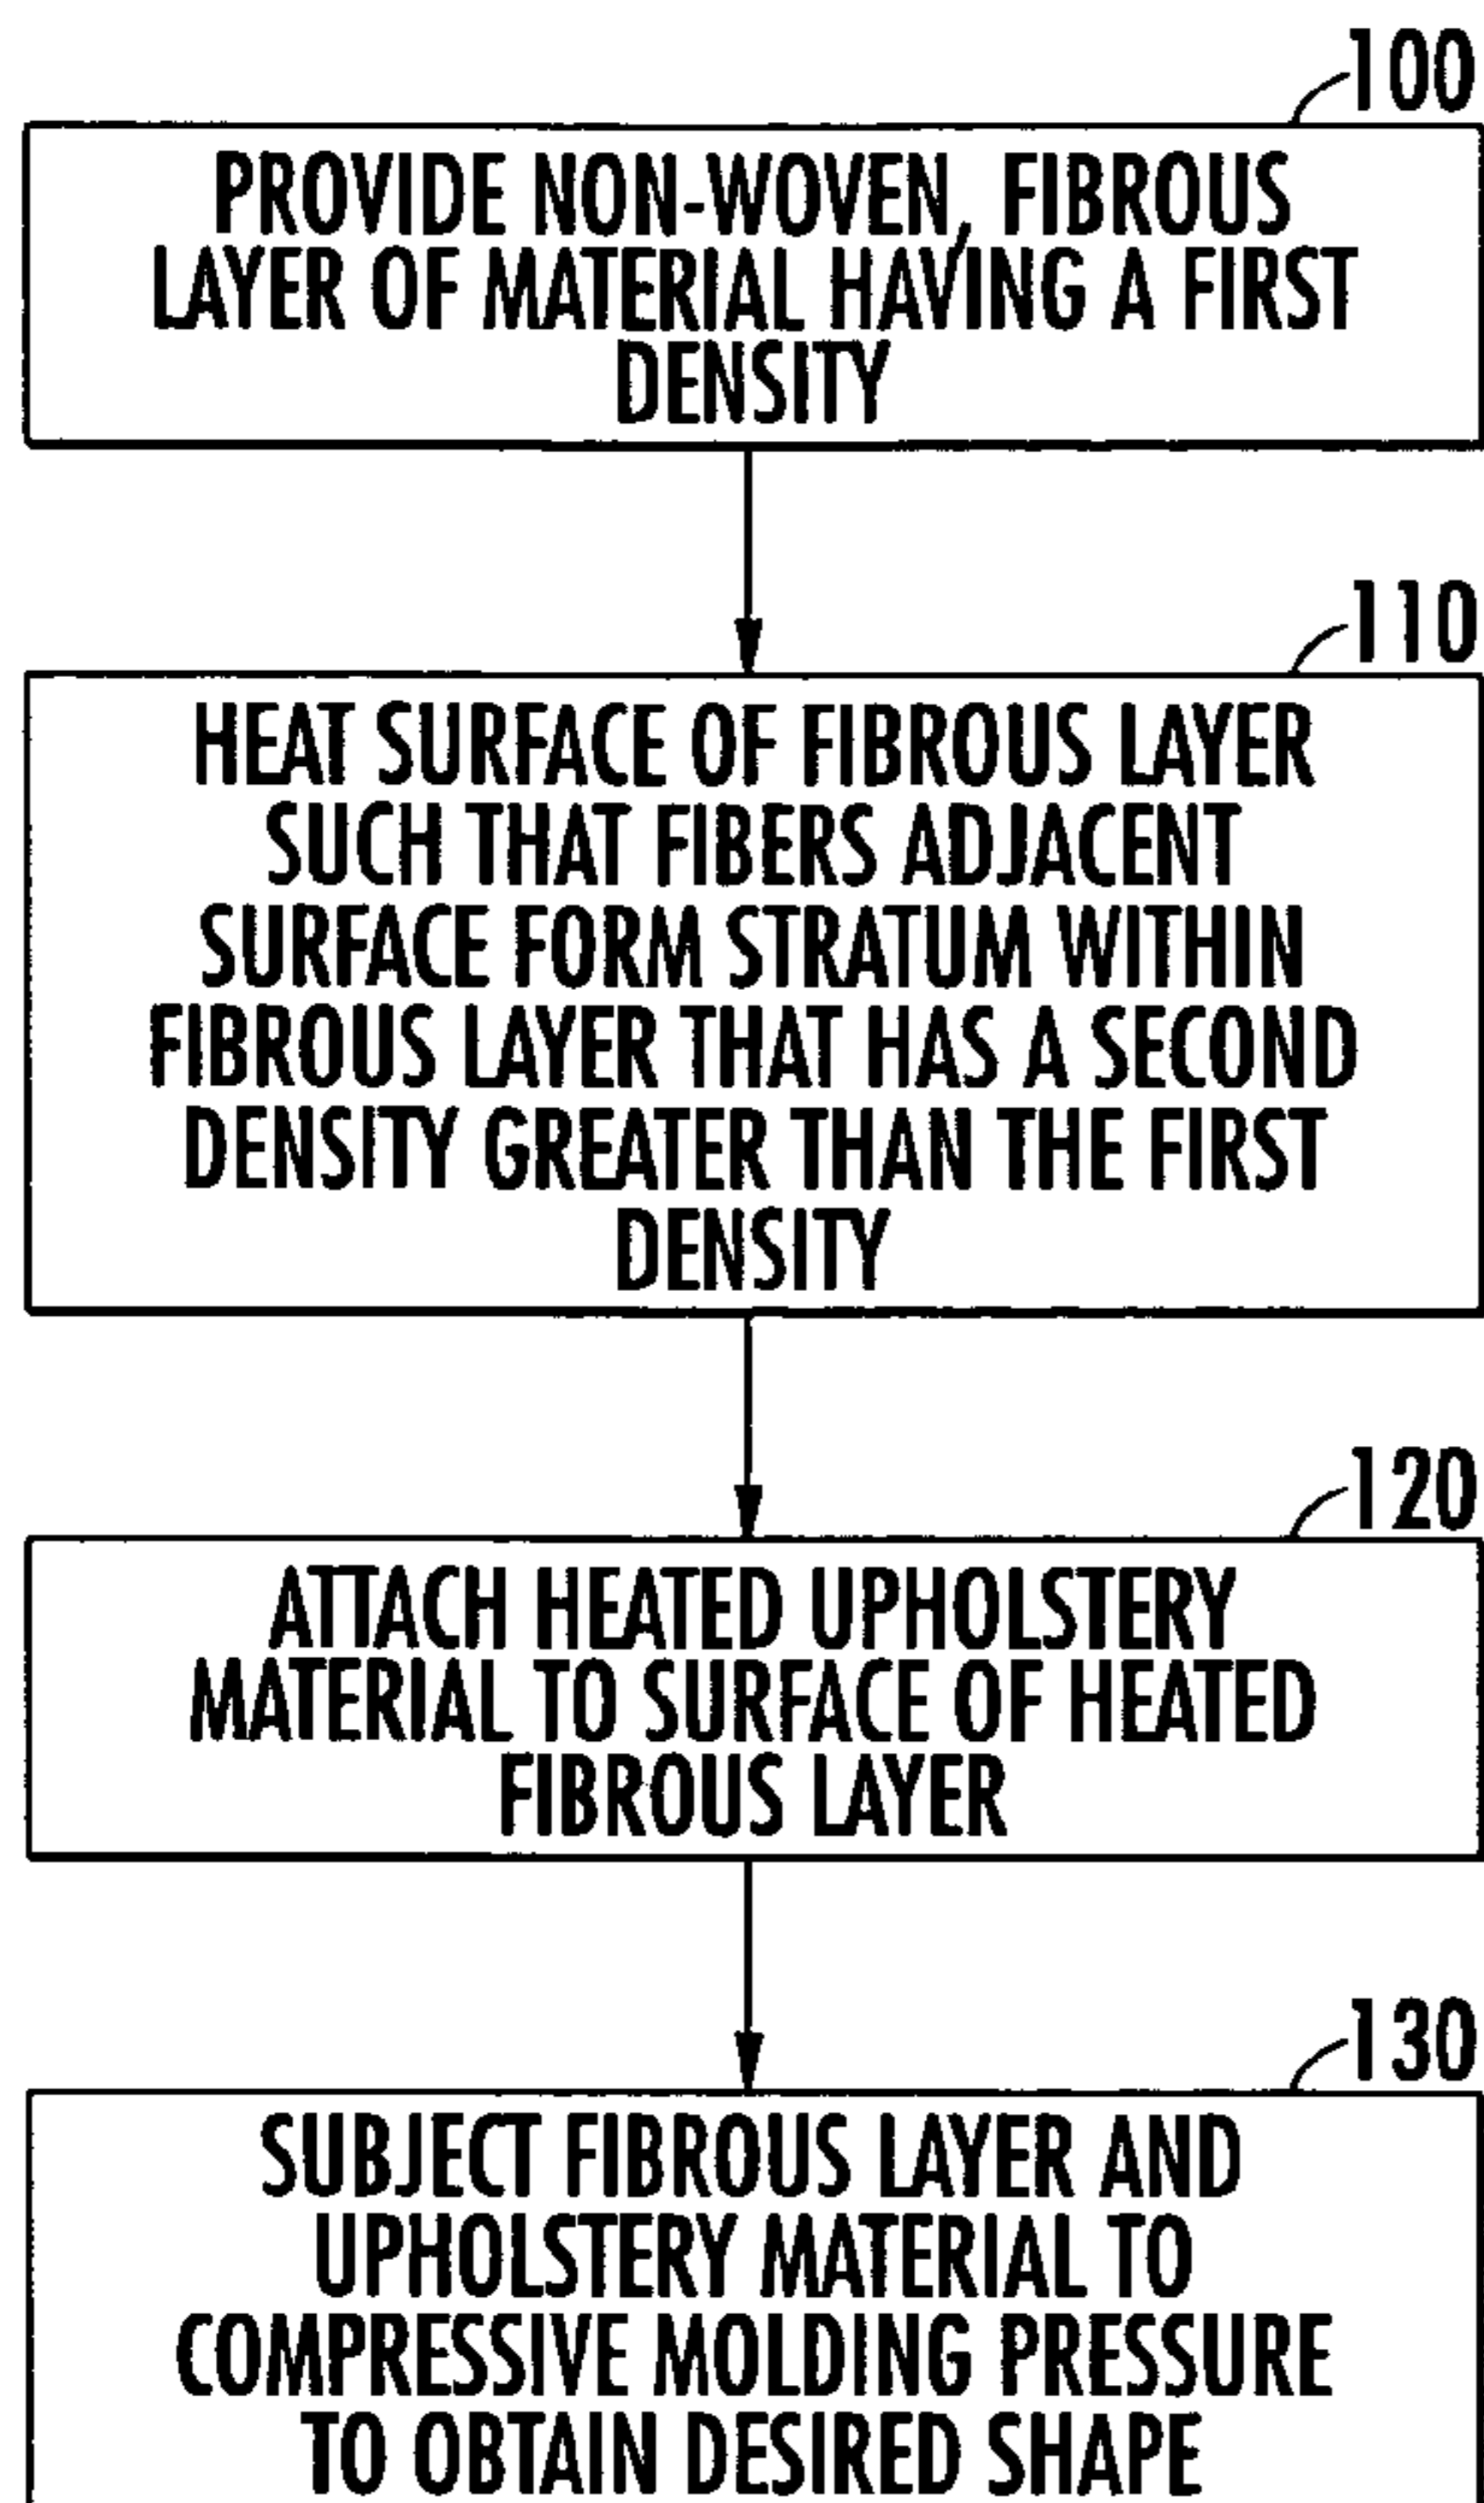 100
PROVIDE NON-WOVEN, FIBROUS
LAYER OF MATERIAL HAVING A FIRST
DENSITY
110
HEAT SURFACE OF FIBROUS LAYER
SUCH THAT FIBERS ADJACENT
SURFACE FORM STRATUM WITHIN
FIBROUS LAYER THAT HAS A SECOND
DENSITY GREATER THAN THE FIRST
DENSITY
120
ATTACH HEATED UPHOLSTERY
MATERIAL TO SURFACE OF HEATED
FIBROUS LAYER
130
SUBJECT FIBROUS LAYER AND
UPHOLSTERY MATERIAL TO
COMPRESSIVE MOLDING PRESSURE
TO OBTAIN DESIRED SHAPE